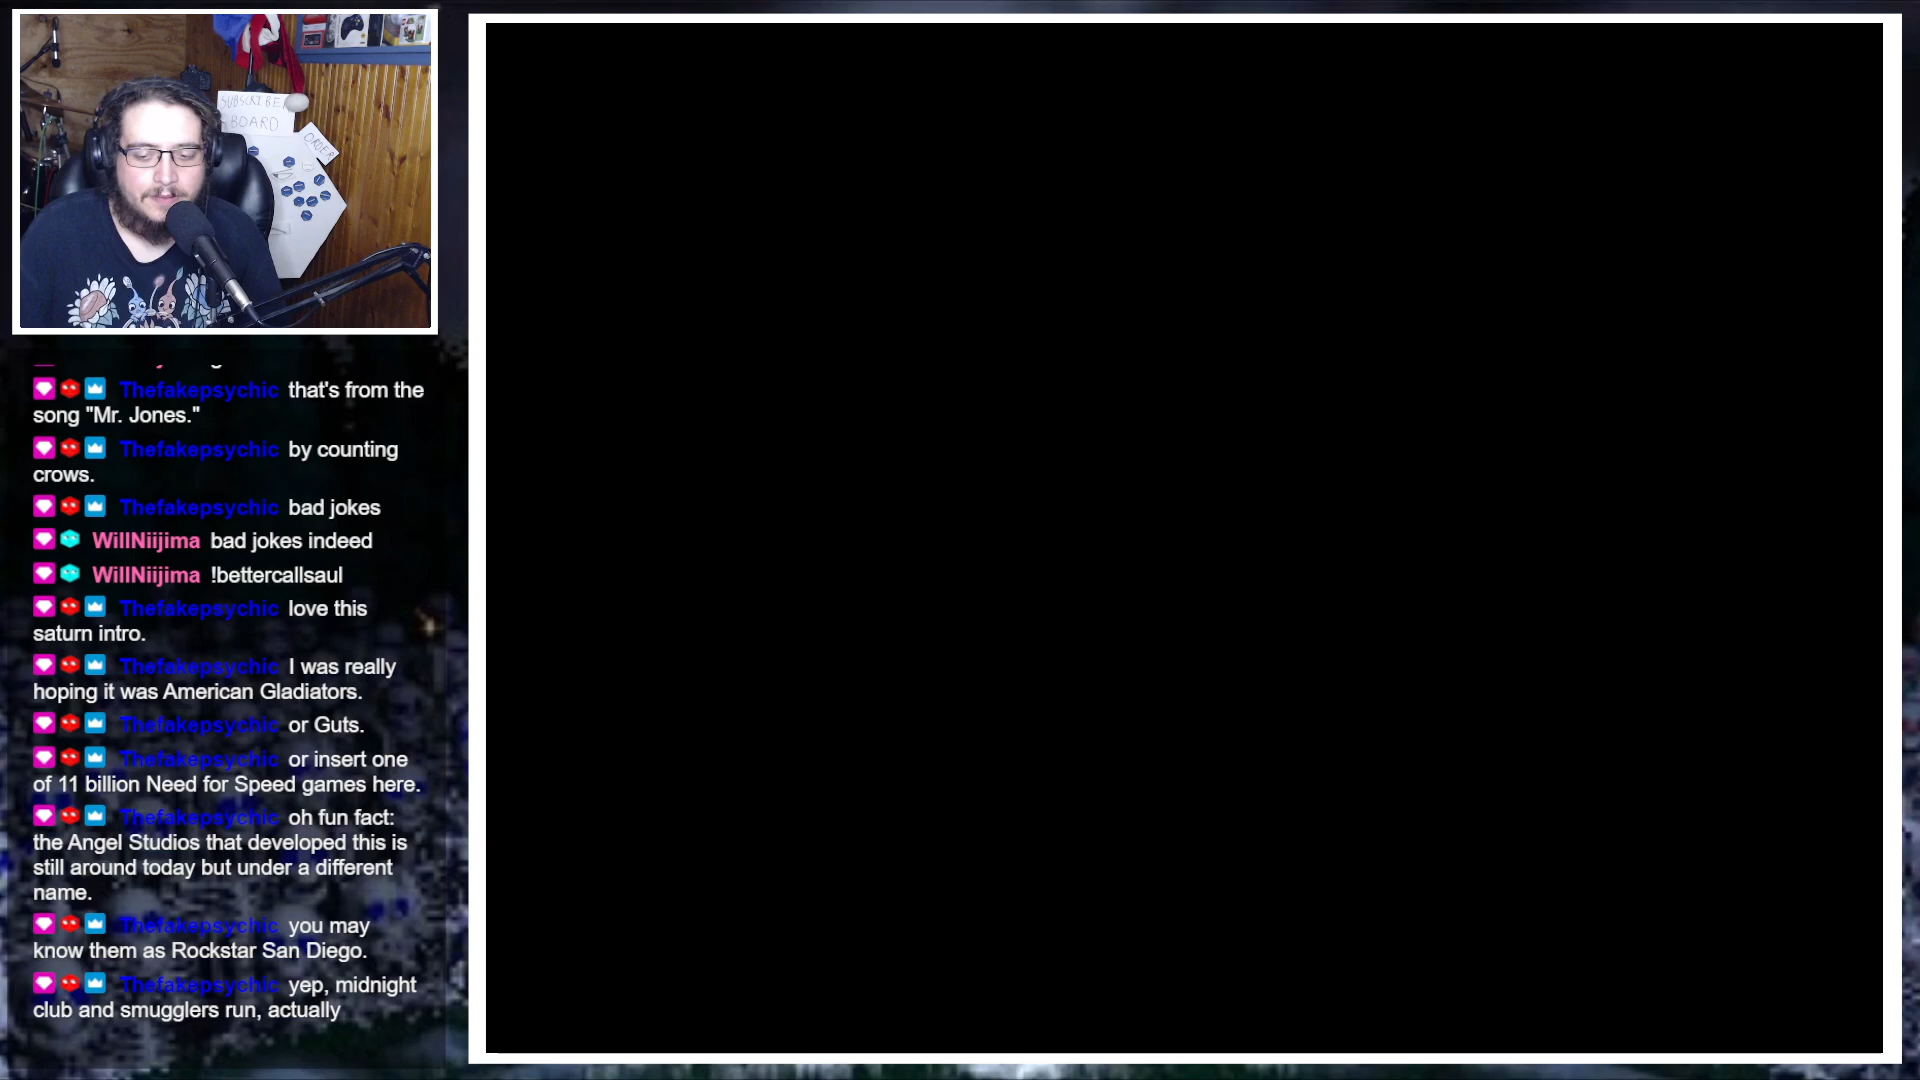 SUBSCRIBE
BOARD
ORDER
Thefakepsychic that's from the
song "Mr. Jones."
Thefakepsychic by counting
crows.
Thefakepsychic bad jokes
WillNiijima bad jokes indeed
WillNiijima !bettercallsaul
Thefakepsychic love this
saturn intro.
Thefakepsychic I was really
hoping it was American Gladiators.
Thefakepsychic or Guts.
Thefakepsychic or insert one
of 11 billion Need for Speed games here.
Thefakepsychic oh fun fact:
the Angel Studios that developed this is
still around today but under a different
name.
Thefakepsychic you may
know them as Rockstar San Diego.
Thefakepsychic yep, midnight
club and smugglers run, actually